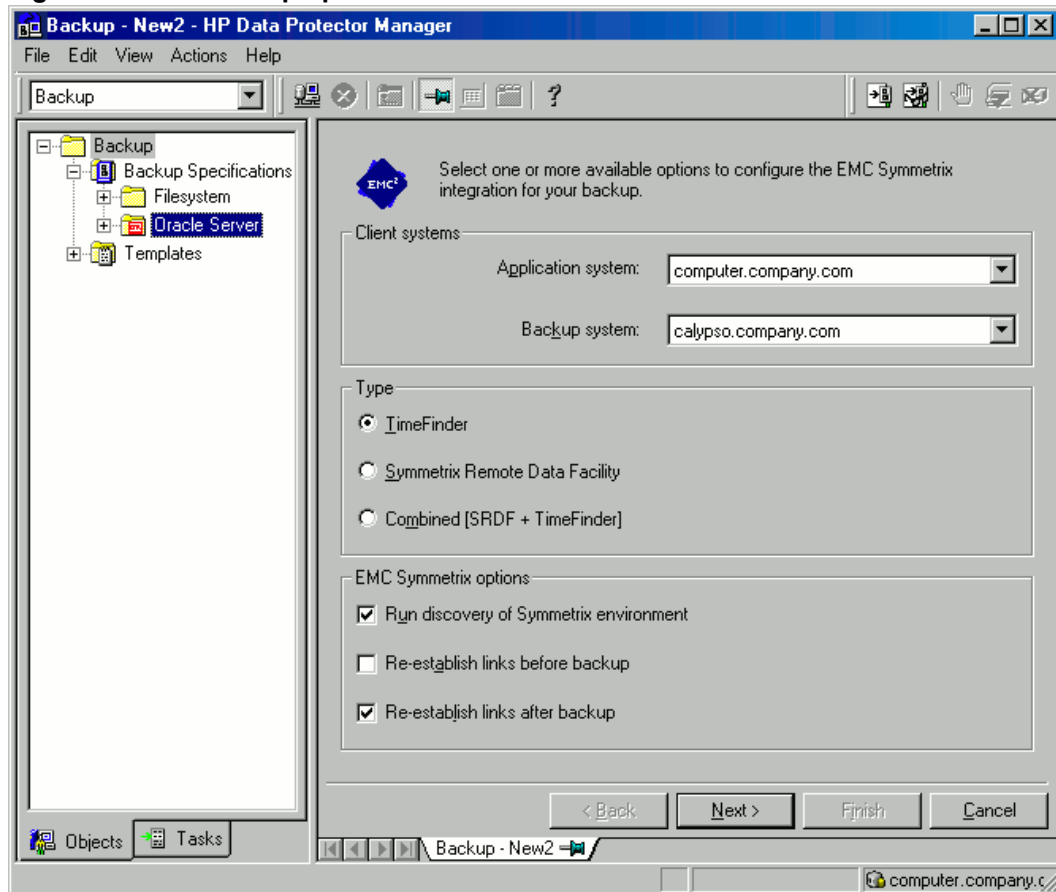 Backup - New2 - HP Data Protector Manager
File Edit View Actions Help
Backup
Backup
Backup Specifications
Filesystem
Oracle Server
Templates
EMC²
Select one or more available options to configure the EMC Symmetrix
integration for your backup.
Client systems
Application system: computer.company.com
Backup system: calypso.company.com
Type
TimeFinder
Symmetrix Remote Data Facility
Combined [SRDF + TimeFinder]
EMC Symmetrix options
Run discovery of Symmetrix environment
Re-establish links before backup
Re-establish links after backup
< Back Next > Finish Cancel
Objects Tasks
Backup - New2
computer.company.c